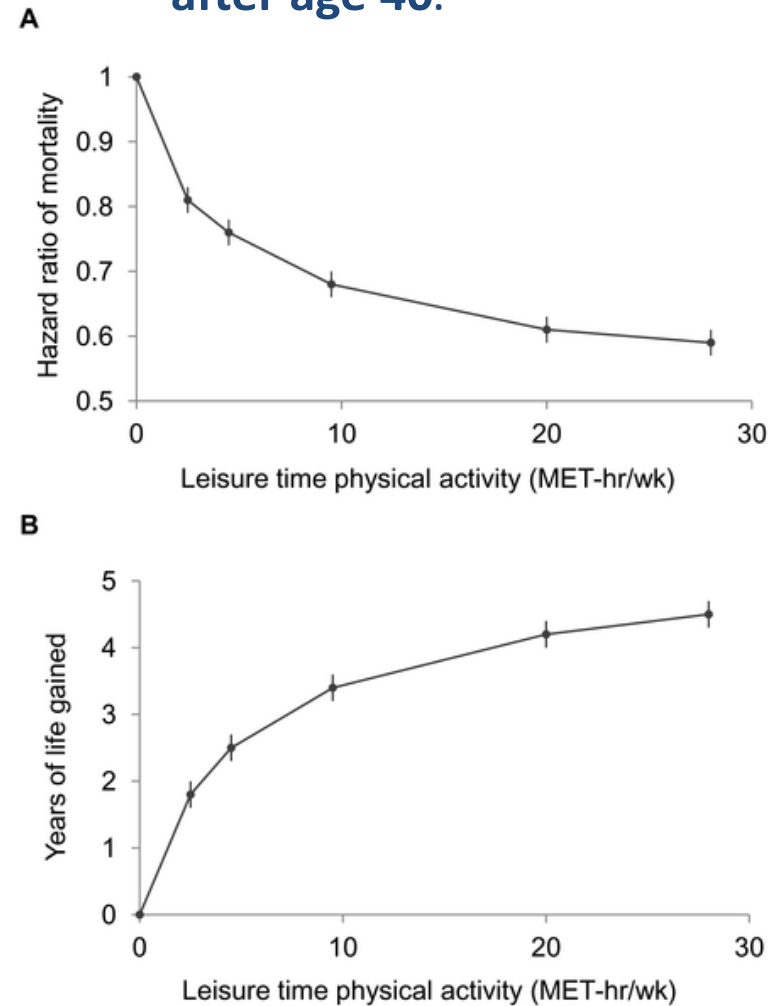 after age 40.
A
Hazard ratio of mortality
1
0.9
0.8
0.7
0.6
0.5
0
10
20
30
Leisure time physical activity (MET-hr/wk)
B
Years of life gained
5
4
3
2
1
0
0
10
20
30
Leisure time physical activity (MET-hr/wk)